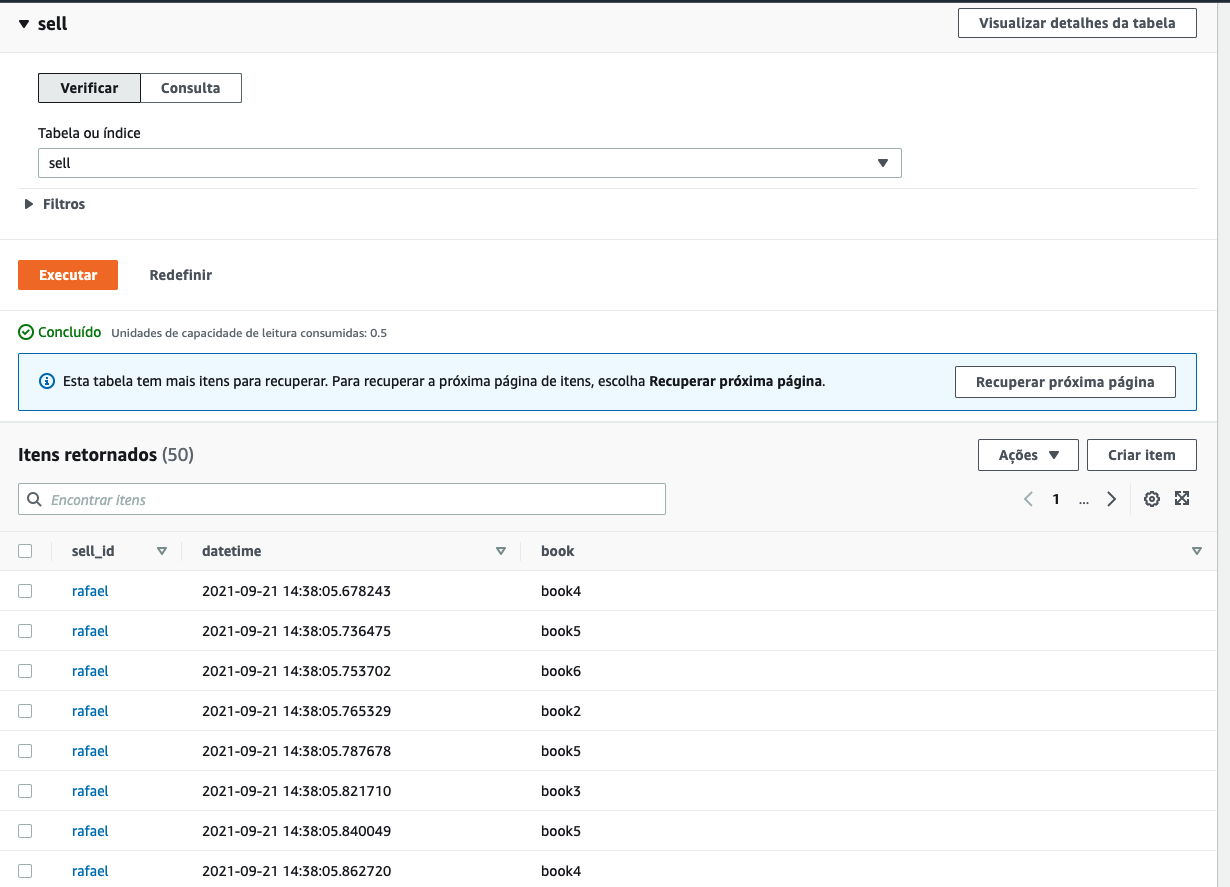 sell
Visualizar detalhes da tabela
Verificar
Consulta
Tabela ou índice
sell
Filtros
Executar
Redefinir
Concluído Unidades de capacidade de leitura consumidas: 0.5
Esta tabela tem mais itens para recuperar. Para recuperar a próxima página de itens, escolha Recuperar próxima página.
Recuperar próxima página
Itens retornados (50)
Ações
Criar item
Encontrar itens
1 ...
sell_id datetime book
rafael 2021-09-21 14:38:05.678243 book4
rafael 2021-09-21 14:38:05.736475 book5
rafael 2021-09-21 14:38:05.753702 book6
rafael 2021-09-21 14:38:05.765329 book2
rafael 2021-09-21 14:38:05.787678 book5
rafael 2021-09-21 14:38:05.821710 book3
rafael 2021-09-21 14:38:05.840049 book5
rafael 2021-09-21 14:38:05.862720 book4